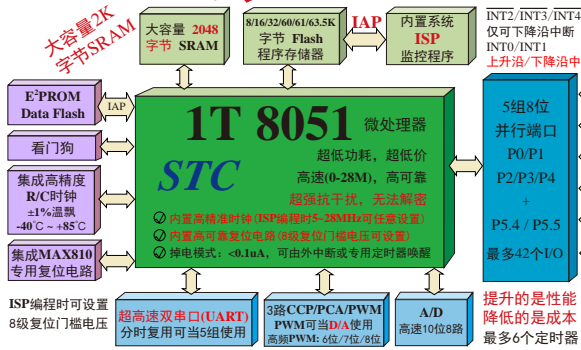 大容量2K
字节SRAM
大容量 2048
字节 SRAM
8/16/32/60/61/63.5K
字节 Flash
程序存储器
IAP
内置系统
ISP
监控程序
INT2/INT3/INT4
仅可下降沿中断
INT0/INT1
上升沿/下降沿中
E²PROM
Data Flash
IAP
看门狗
集成高精度
R/C时钟
±1%温飘
-40℃～+85℃
集成MAX810
专用复位电路
ISP编程时可设置
8级复位门槛电压
1T 8051 微处理器
STC
超低功耗，超低价
高速(0-28M)，高可靠
超强抗干扰，无法解密
内置高精准时钟(ISP编程时5-28MHz可任意设置)
内置高可靠复位电路(8级复位门槛电压可设置)
掉电模式：<0.1uA，可由外中断或专用定时器唤醒
5组8位
并行端口
P0/P1
P2/P3/P4
+
P5.4 / P5.5
最多42个I/O
超高速双串口(UART)
分时复用可当5组使用
3路CCP/PCA/PWM
PWM可当D/A使用
高频PWM: 6位/7位/8位
A/D
高速10位8路
提升的是性能
降低的是成本
最多6个定时器